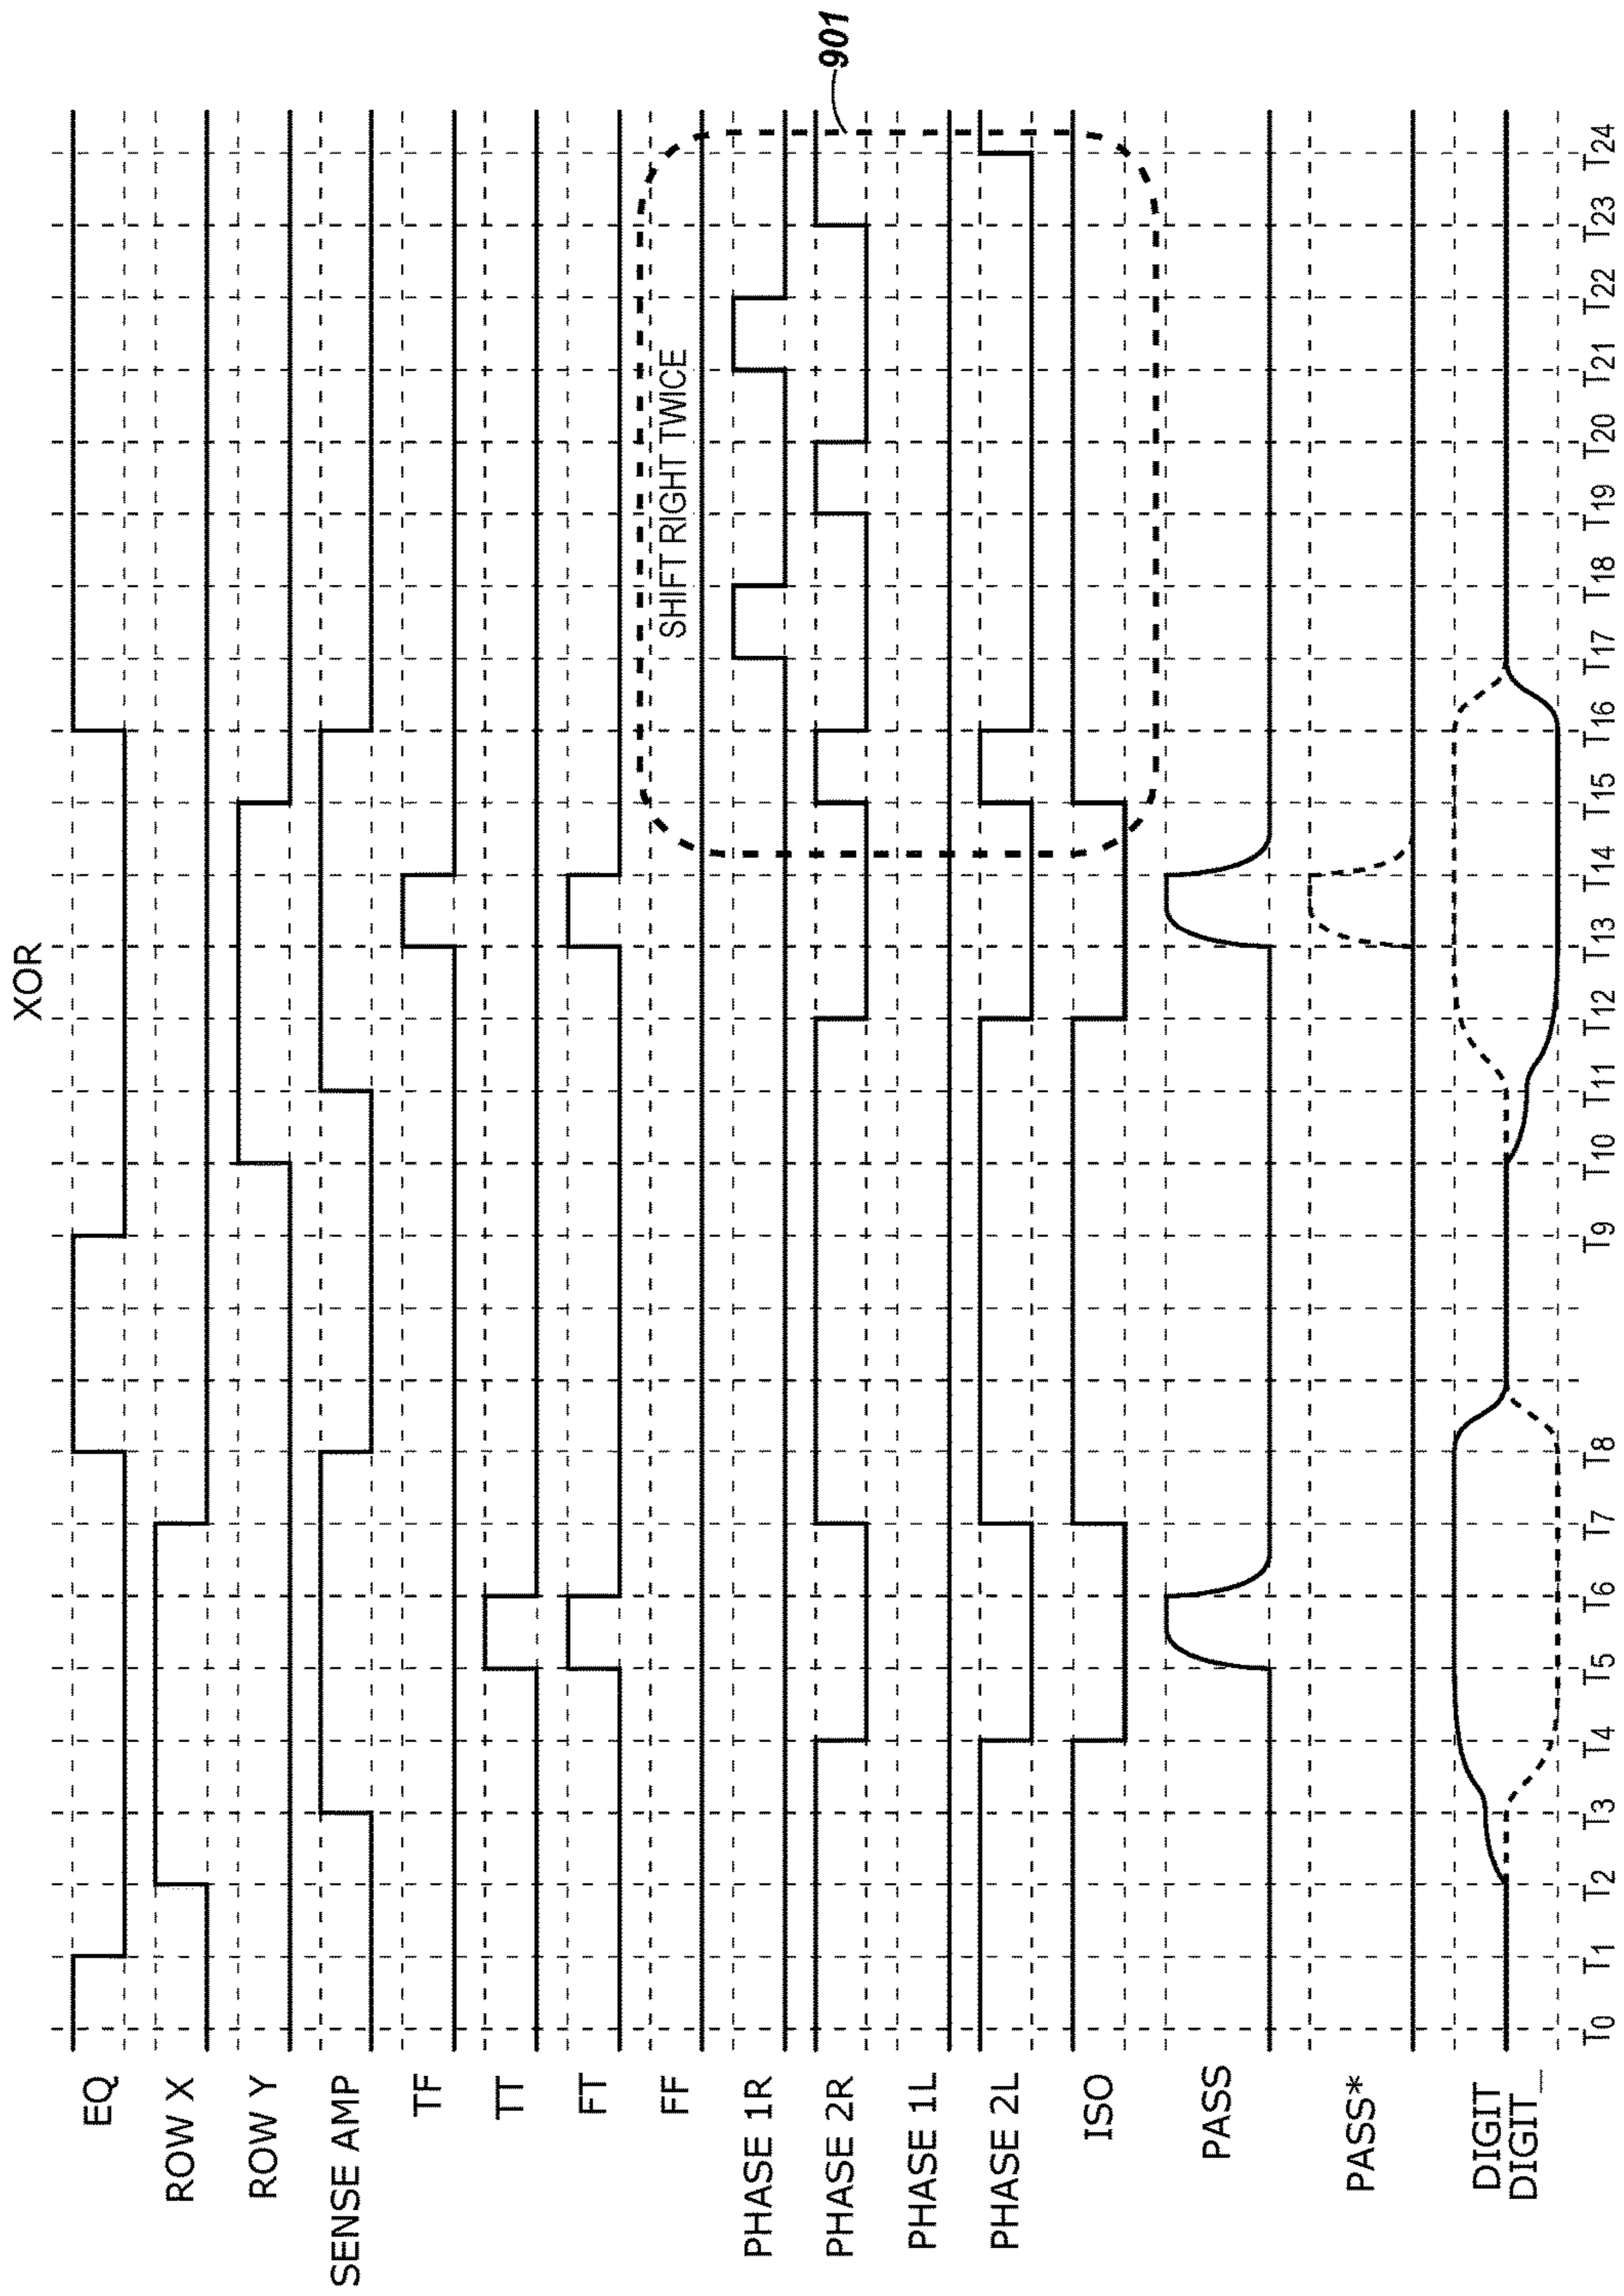 XOR
EQ
ROW X
ROW Y
SENSE AMP
TF
TT
FT
FF
SHIFT RIGHT TWICE
901
PHASE 1R
PHASE 2R
PHASE 1L
PHASE 2L
ISO
PASS
PASS*
DIGIT
DIGIT_
T0 T1 T2 T3 T4 T5 T6 T7 T8 T9 T10 T11 T12 T13 T14 T15 T16 T17 T18 T19 T20 T21 T22 T23 T24